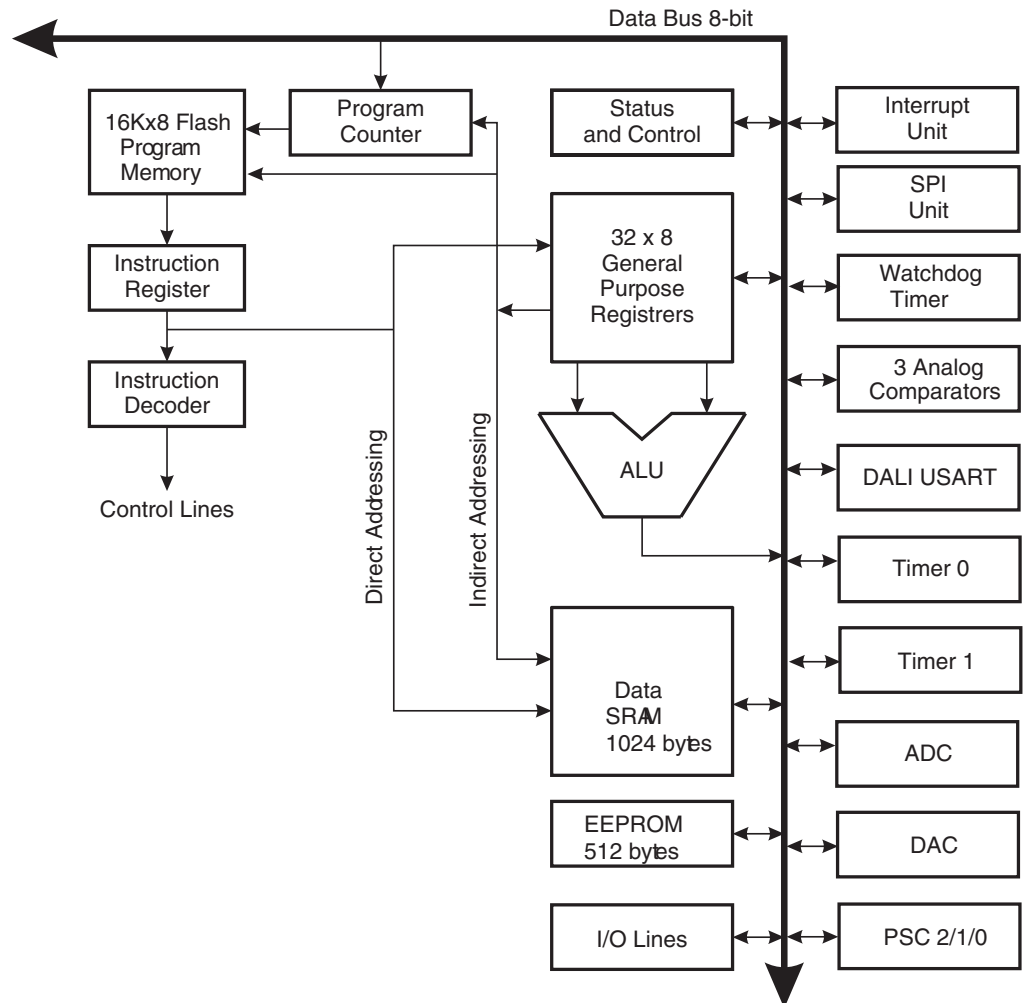 Data Bus 8-bit
16Kx8 Flash
Program
Memory
Program
Counter
Status
and Control
Interrupt
Unit
SPI
Unit
Instruction
Register
32 x 8
General
Purpose
Registrers
Watchdog
Timer
Instruction
Decoder
3 Analog
Comparators
Control Lines
Direct Addressing
Indirect Addressing
ALU
DALI USART
Timer 0
Timer 1
Data
SRAM
1024 bytes
ADC
EEPROM
512 bytes
DAC
I/O Lines
PSC 2/1/0